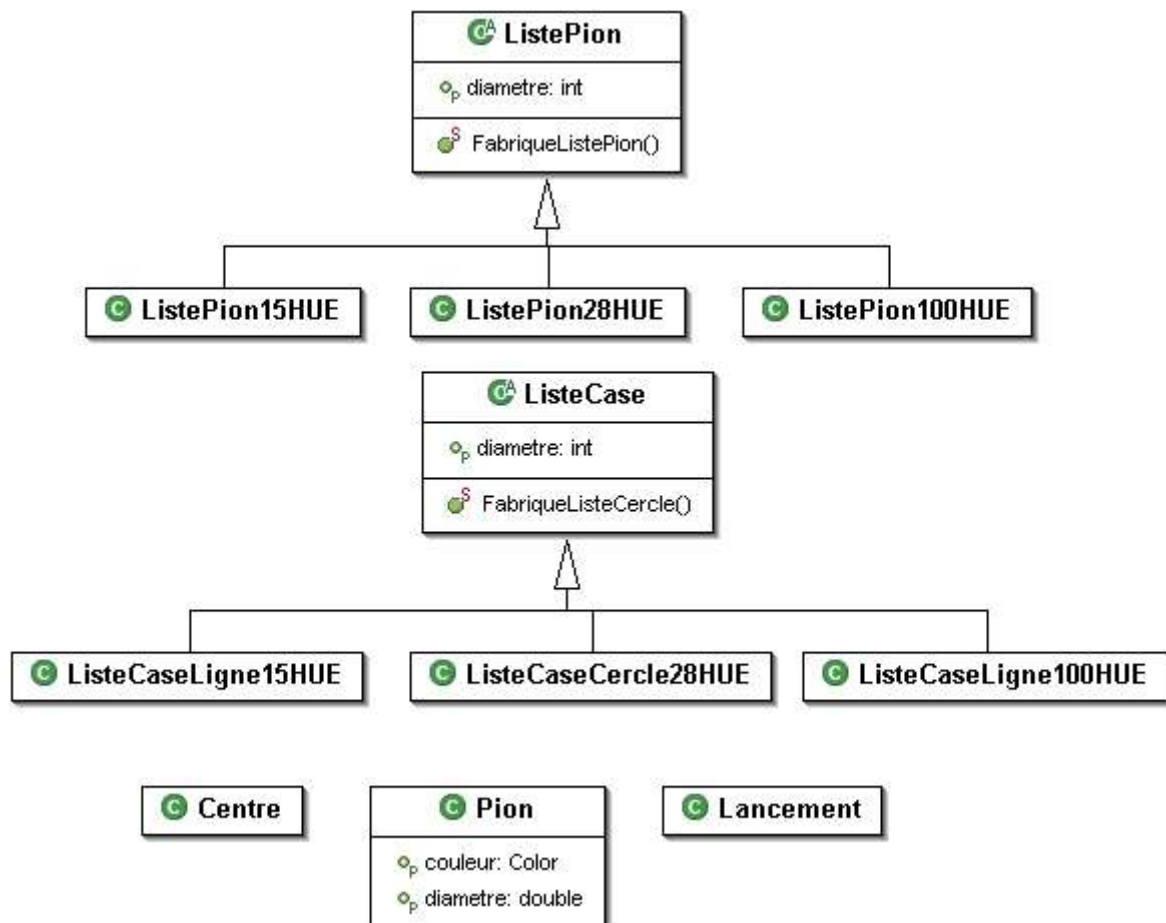 ListePion
diametre: int
FabriqueListePion()
ListePion15HUE
ListePion28HUE
ListePion100HUE
ListeCase
diametre: int
FabriqueListeCercle()
ListeCaseLigne15HUE
ListeCaseCercle28HUE
ListeCaseLigne100HUE
Centre
Pion
Lancement
couleur: Color
diametre: double